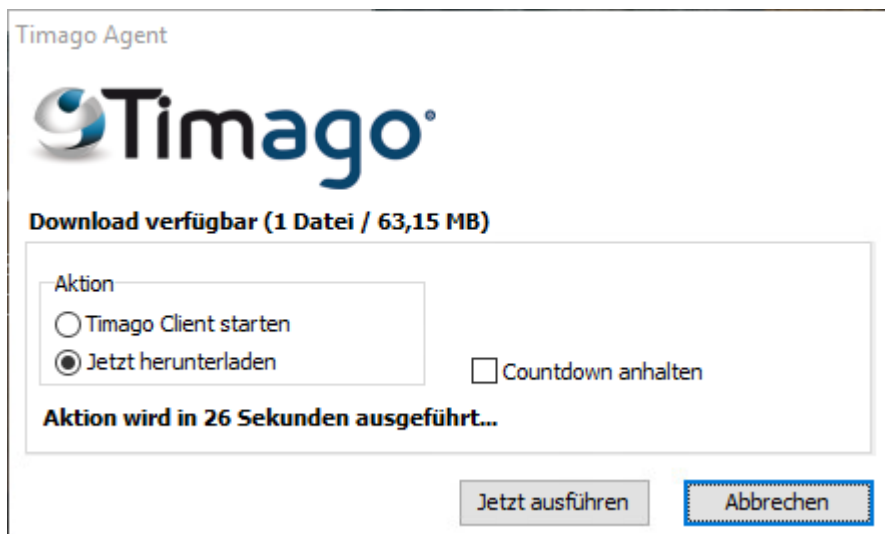 Timago Agent
Timago®
Download verfügbar (1 Datei / 63,15 MB)
Aktion
Timago Client starten
Jetzt herunterladen
Countdown anhalten
Aktion wird in 26 Sekunden ausgeführt...
Jetzt ausführen
Abbrechen